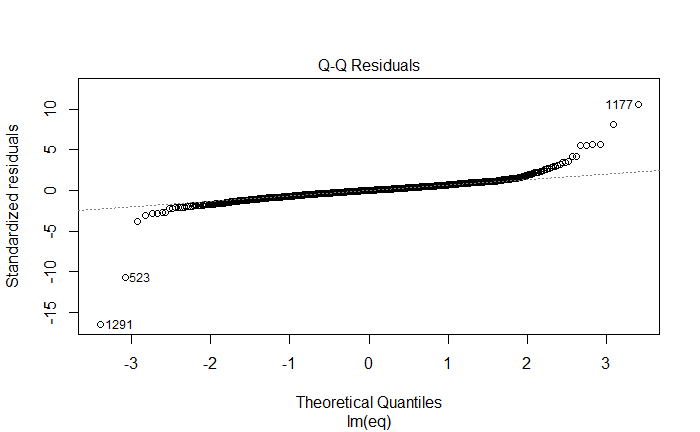 Q-Q Residuals
Standardized residuals
10
5
0
-5
-10
-15
1177
523
1291
-3 -2 -1 0 1 2 3
Theoretical Quantiles
lm(eq)